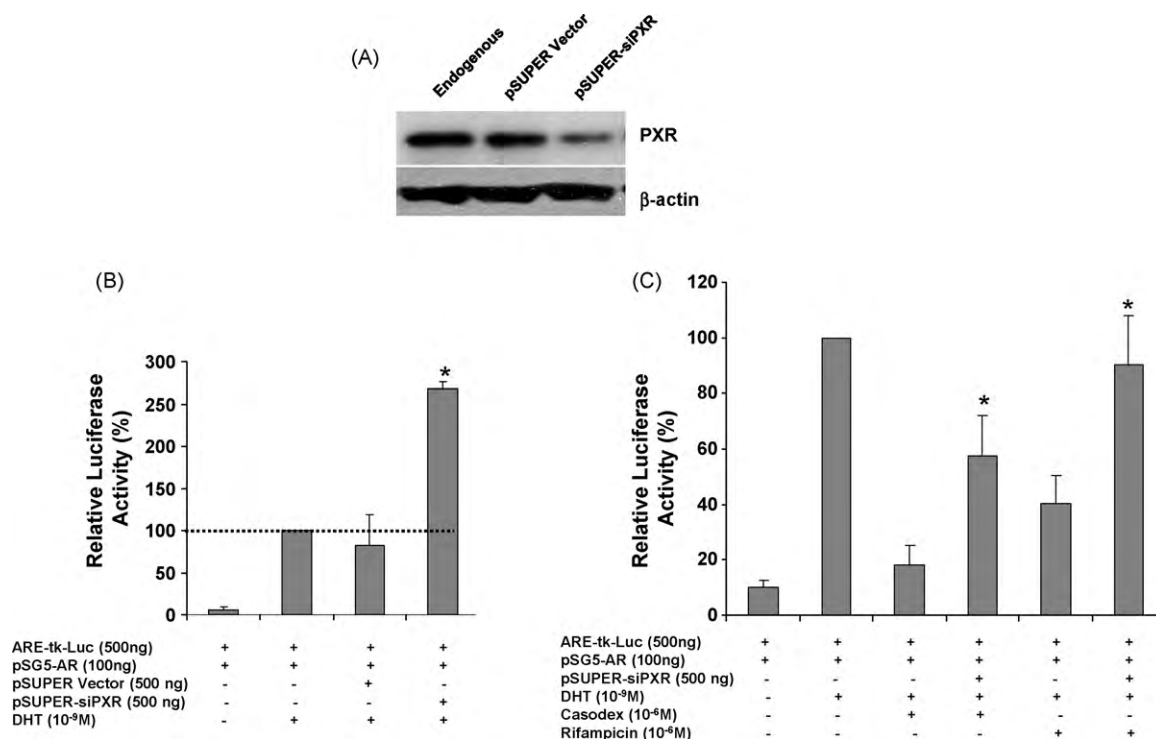 (A)
Endogenous
pSUPER Vector
pSUPER-siPXR
PXR
β-actin
(B)
Relative Luciferase
Activity (%)
300
250
200
150
100
50
0
*
ARE-tk-Luc (500ng) + + + +
pSG5-AR (100ng) + + + +
pSUPER Vector (500 ng) - - + -
pSUPER-siPXR (500 ng) - - - +
DHT (10⁻⁹M) - + + +
(C)
Relative Luciferase
Activity (%)
120
100
80
60
40
20
0
*
*
ARE-tk-Luc (500ng) + + + + + +
pSG5-AR (100ng) + + + + + +
pSUPER-siPXR (500 ng) - - - + - +
DHT (10⁻⁹M) - + + + + +
Casodex (10⁻⁶M) - - + + - -
Rifampicin (10⁻⁶M) - - - - + +